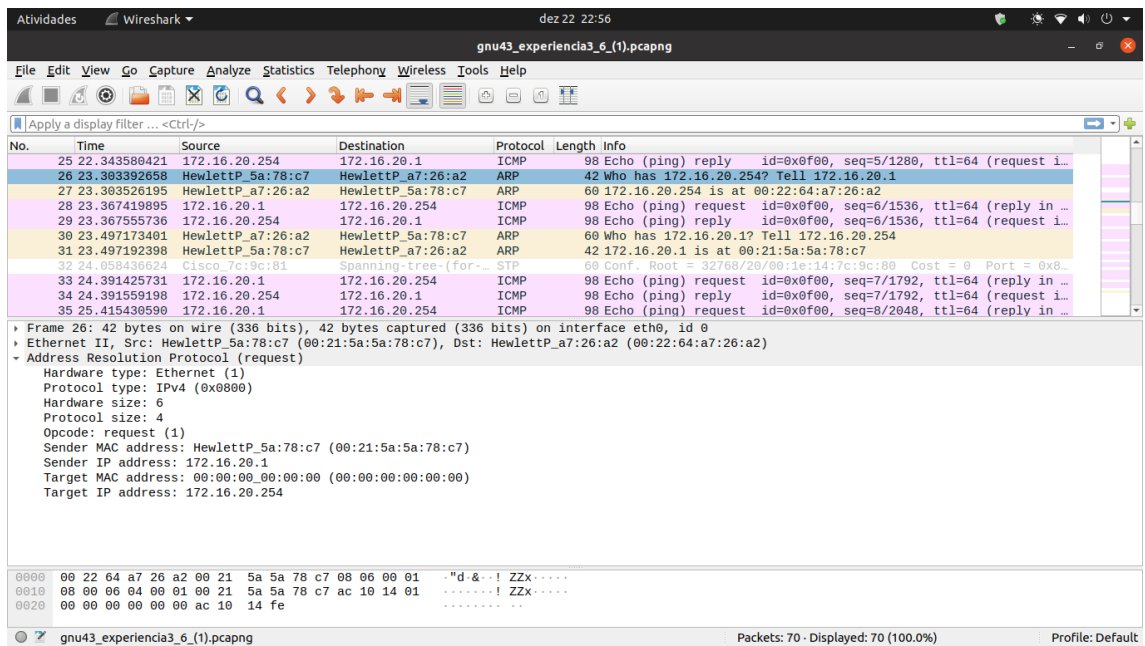 Atividades Wireshark dez 22 22:56
gnu43_experiencia3_6_(1).pcapng
File Edit View Go Capture Analyze Statistics Telephony Wireless Tools Help
Apply a display filter … <Ctrl-/>
No. Time Source Destination Protocol Length Info
25 22.343580421 172.16.20.254 172.16.20.1 ICMP 98 Echo (ping) reply id=0x0f00, seq=5/1280, ttl=64 (request i…
26 23.303392658 HewlettP_5a:78:c7 HewlettP_a7:26:a2 ARP 42 Who has 172.16.20.254? Tell 172.16.20.1
27 23.303526195 HewlettP_a7:26:a2 HewlettP_5a:78:c7 ARP 60 172.16.20.254 is at 00:22:64:a7:26:a2
28 23.367419895 172.16.20.1 172.16.20.254 ICMP 98 Echo (ping) request id=0x0f00, seq=6/1536, ttl=64 (reply in …
29 23.367555736 172.16.20.254 172.16.20.1 ICMP 98 Echo (ping) reply id=0x0f00, seq=6/1536, ttl=64 (request i…
30 23.497173401 HewlettP_a7:26:a2 HewlettP_5a:78:c7 ARP 60 Who has 172.16.20.1? Tell 172.16.20.254
31 23.497192398 HewlettP_5a:78:c7 HewlettP_a7:26:a2 ARP 42 172.16.20.1 is at 00:21:5a:5a:78:c7
32 24.058436624 Cisco_7c:9c:81 Spanning-tree-(for-… STP 60 Conf. Root = 32768/20/00:1e:14:7c:9c:80 Cost = 0 Port = 0x8…
33 24.391425731 172.16.20.1 172.16.20.254 ICMP 98 Echo (ping) request id=0x0f00, seq=7/1792, ttl=64 (reply in …
34 24.391559198 172.16.20.254 172.16.20.1 ICMP 98 Echo (ping) reply id=0x0f00, seq=7/1792, ttl=64 (request i…
35 25.415430590 172.16.20.1 172.16.20.254 ICMP 98 Echo (ping) request id=0x0f00, seq=8/2048, ttl=64 (reply in …
Frame 26: 42 bytes on wire (336 bits), 42 bytes captured (336 bits) on interface eth0, id 0
Ethernet II, Src: HewlettP_5a:78:c7 (00:21:5a:5a:78:c7), Dst: HewlettP_a7:26:a2 (00:22:64:a7:26:a2)
Address Resolution Protocol (request)
Hardware type: Ethernet (1)
Protocol type: IPv4 (0x0800)
Hardware size: 6
Protocol size: 4
Opcode: request (1)
Sender MAC address: HewlettP_5a:78:c7 (00:21:5a:5a:78:c7)
Sender IP address: 172.16.20.1
Target MAC address: 00:00:00_00:00:00 (00:00:00:00:00:00)
Target IP address: 172.16.20.254
0000 00 22 64 a7 26 a2 00 21 5a 5a 78 c7 08 06 00 01 ·"d·&··! ZZx·····
0010 08 00 06 04 00 01 00 21 5a 5a 78 c7 ac 10 14 01 ·······! ZZx·····
0020 00 00 00 00 00 00 ac 10 14 fe ········ ··
gnu43_experiencia3_6_(1).pcapng Packets: 70 · Displayed: 70 (100.0%) Profile: Default